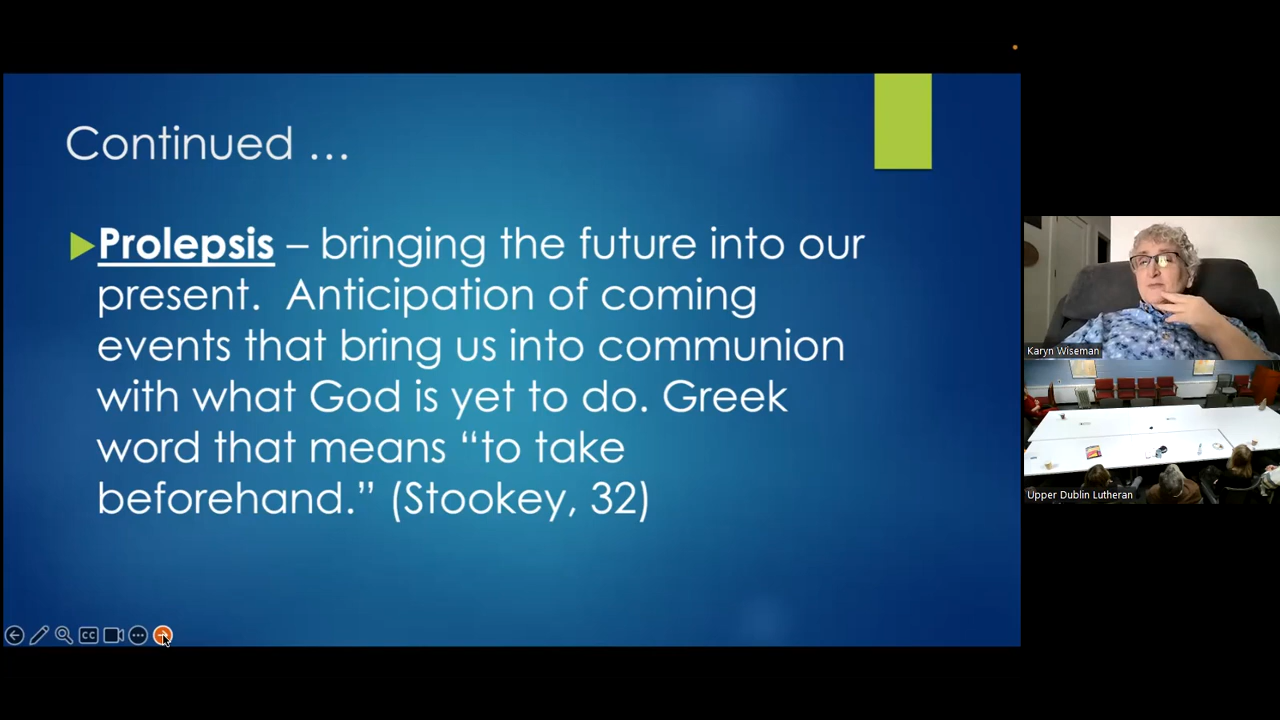 Continued …
Prolepsis – bringing the future into our
present.  Anticipation of coming
events that bring us into communion
with what God is yet to do. Greek
word that means “to take
beforehand.” (Stookey, 32)
CC
Karyn Wiseman
Upper Dublin Lutheran